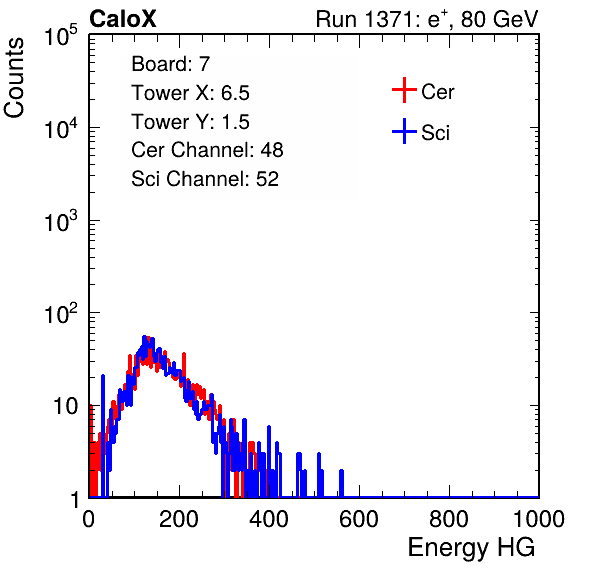 CaloX Run 1371: e⁺, 80 GeV
Counts
10⁵
10⁴
10³
10²
10
1
Board: 7
Tower X: 6.5
Tower Y: 1.5
Cer Channel: 48
Sci Channel: 52
Cer
Sci
0 200 400 600 800 1000
Energy HG